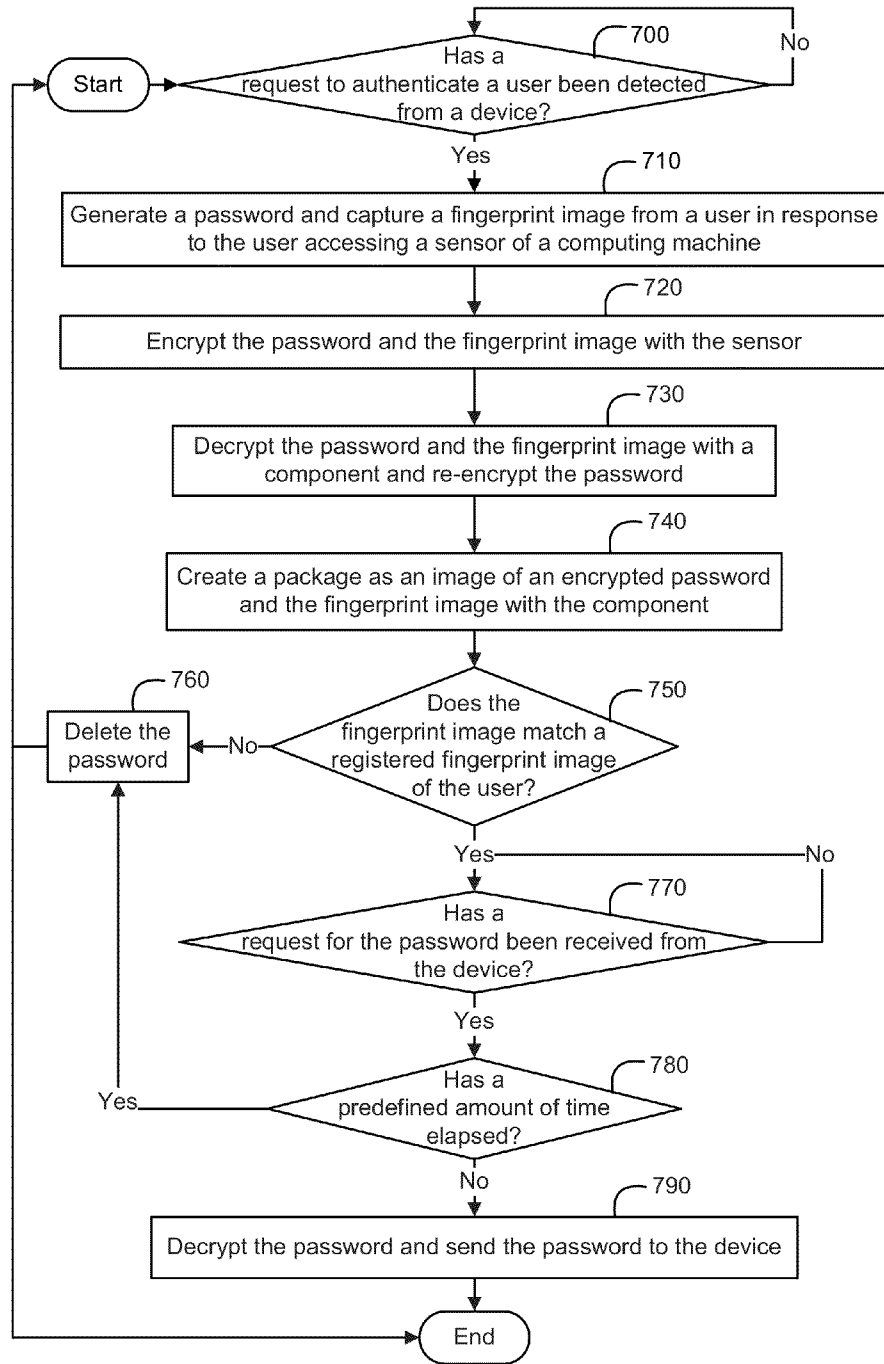 700
No
Start
Has a
request to authenticate a user been detected
from a device?
Yes
710
Generate a password and capture a fingerprint image from a user in response
to the user accessing a sensor of a computing machine
720
Encrypt the password and the fingerprint image with the sensor
730
Decrypt the password and the fingerprint image with a
component and re-encrypt the password
740
Create a package as an image of an encrypted password
and the fingerprint image with the component
760
Delete the
password
No
750
Does the
fingerprint image match a
registered fingerprint image
of the user?
Yes
No
770
Has a
request for the password been received from
the device?
Yes
780
Has a
predefined amount of time
elapsed?
Yes
No
790
Decrypt the password and send the password to the device
End